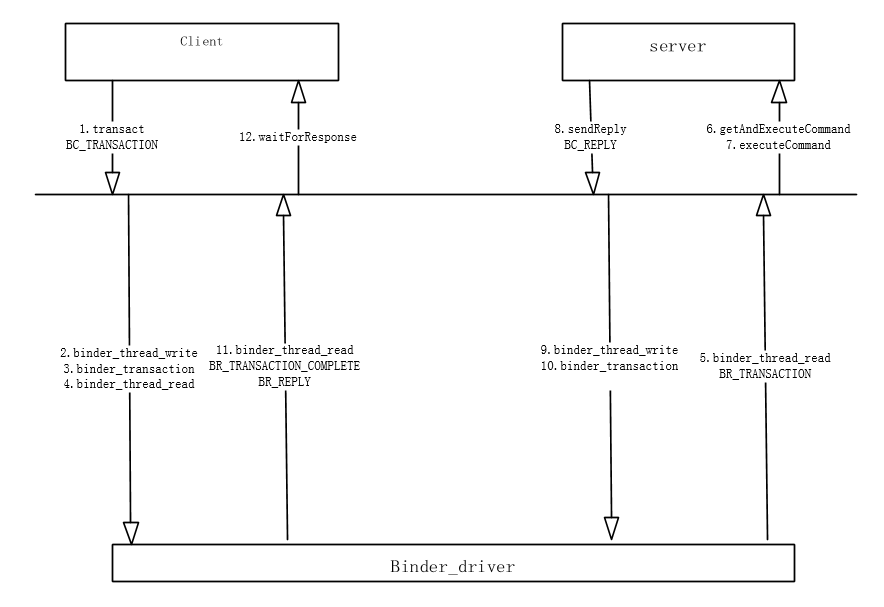 Client
server
1.transact
BC_TRANSACTION
12.waitForResponse
8.sendReply
BC_REPLY
6.getAndExecuteCommand
7.executeCommand
2.binder_thread_write
3.binder_transaction
4.binder_thread_read
11.binder_thread_read
BR_TRANSACTION_COMPLETE
BR_REPLY
9.binder_thread_write
10.binder_transaction
5.binder_thread_read
BR_TRANSACTION
Binder_driver